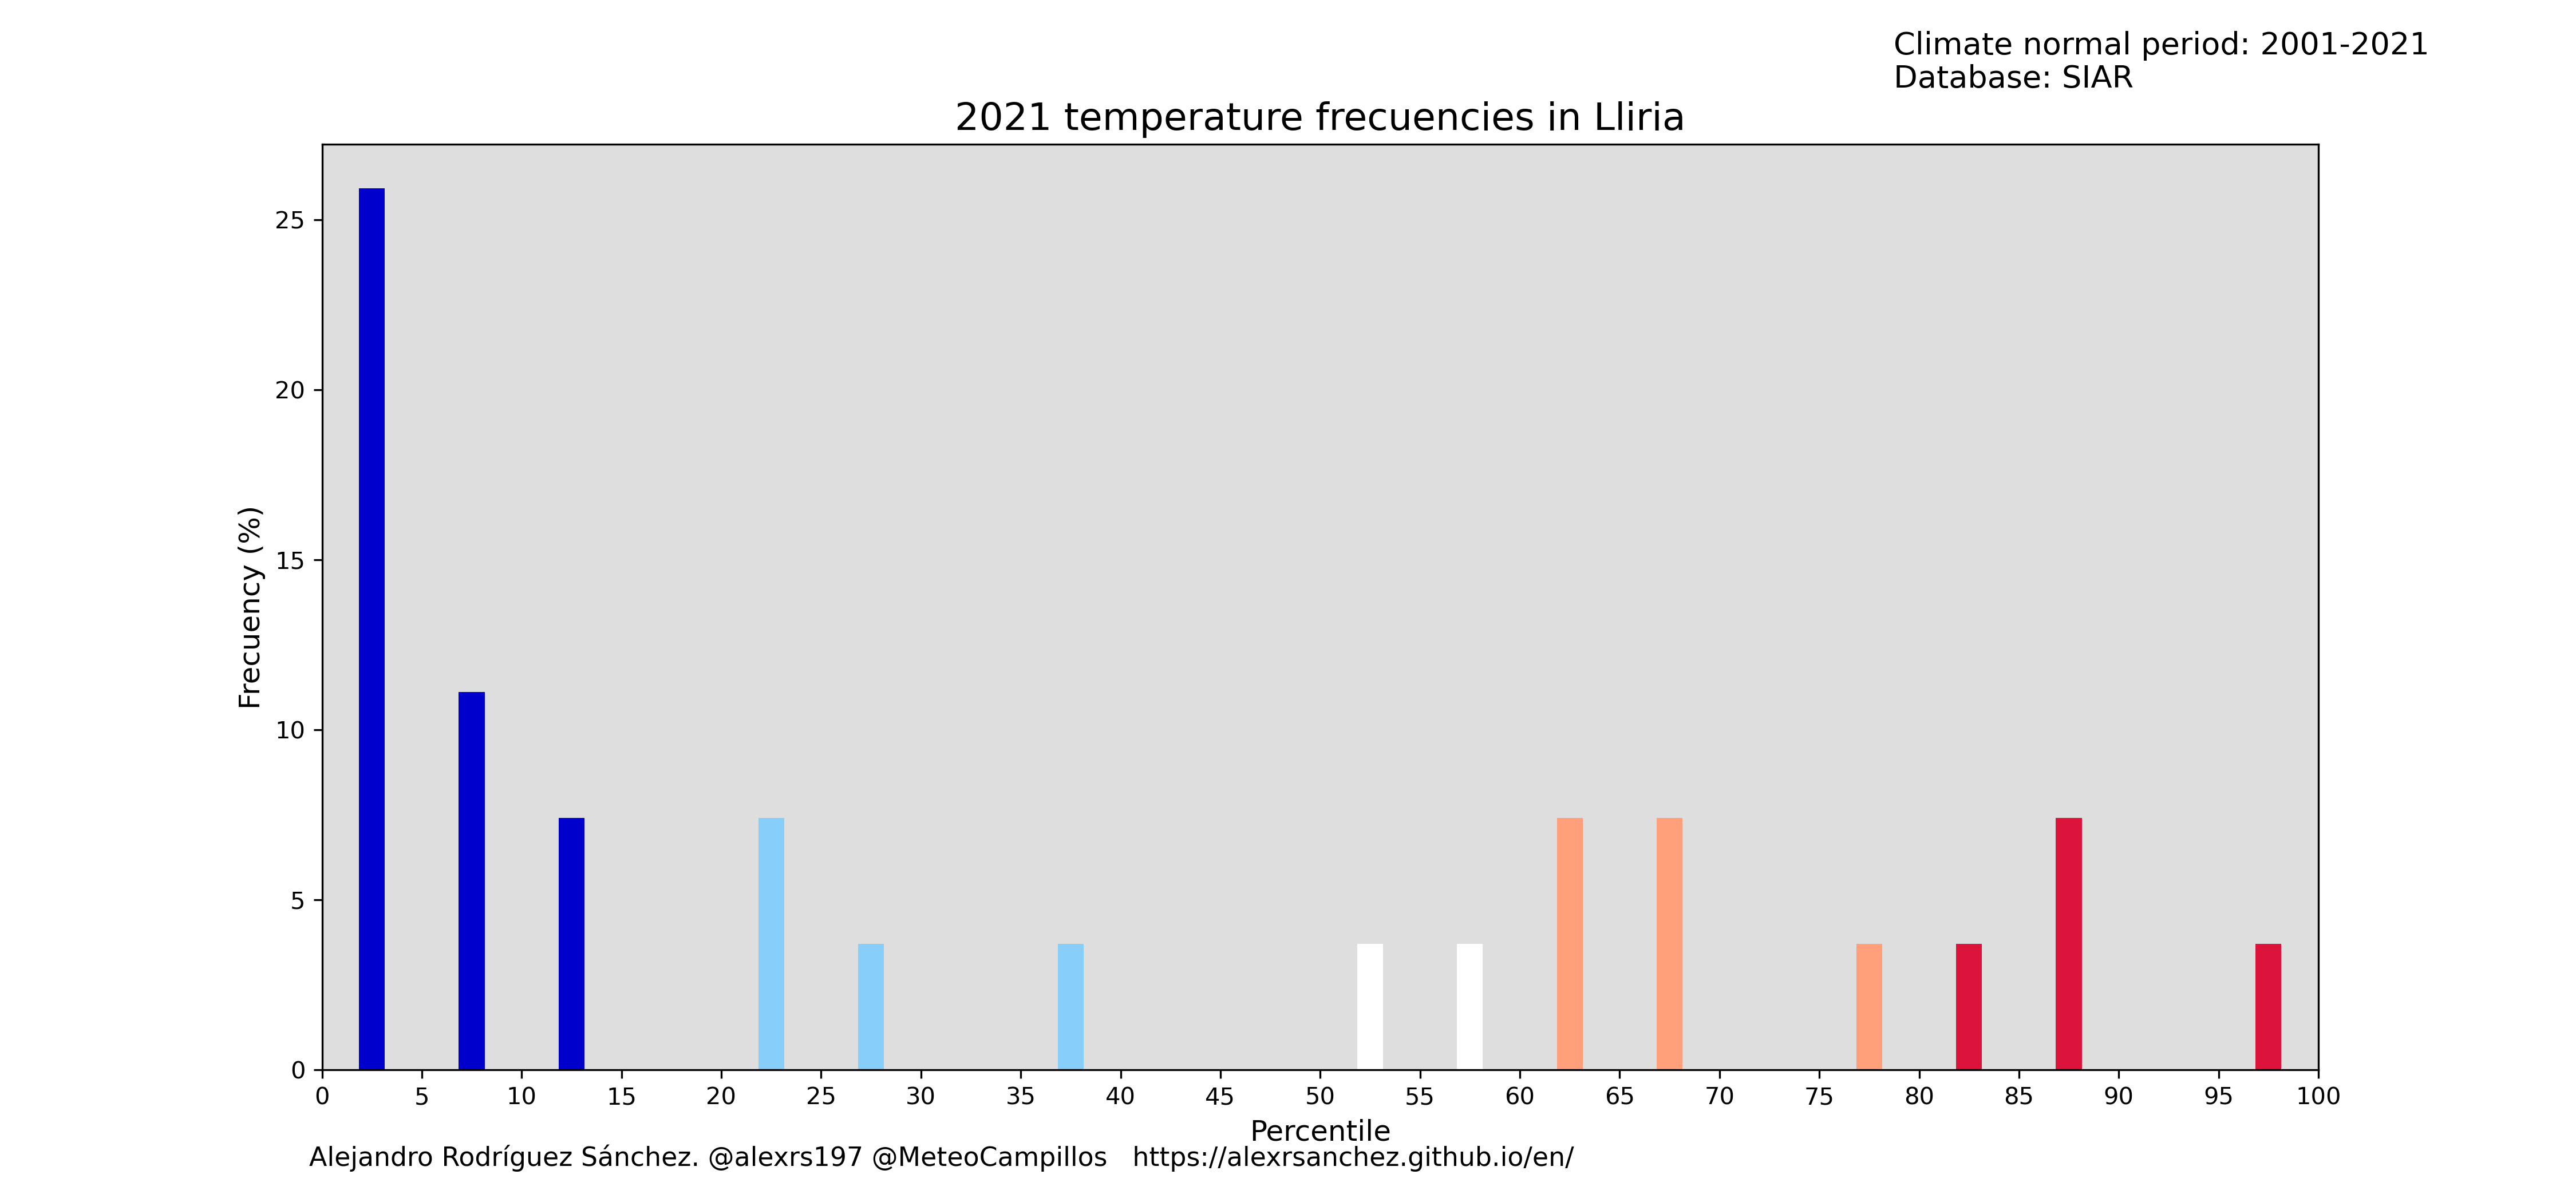 Climate normal period: 2001-2021
Database: SIAR
2021 temperature frecuencies in Lliria
Frecuency (%)
25
20
15
10
5
0
0 5 10 15 20 25 30 35 40 45 50 55 60 65 70 75 80 85 90 95 100
Percentile
Alejandro Rodríguez Sánchez. @alexrs197 @MeteoCampillos https://alexrsanchez.github.io/en/